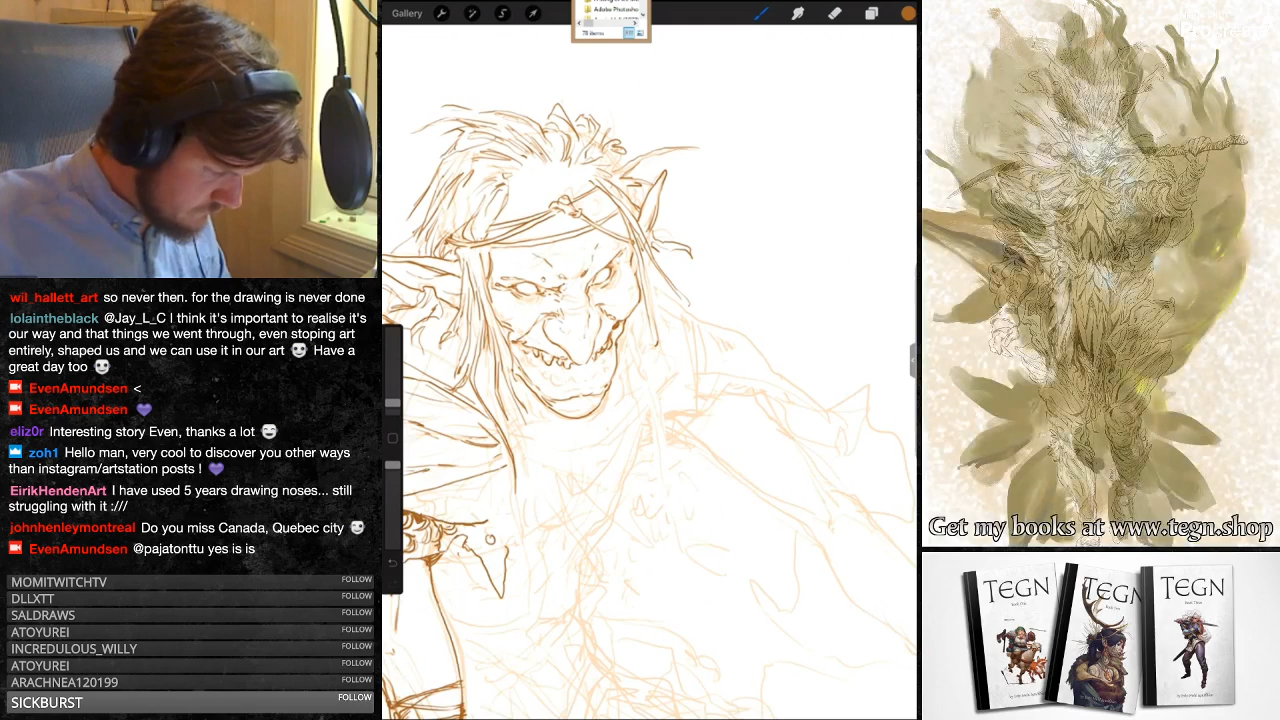 Gallery
Adobe Photosho
78 items
wil_hallett_art so never then. for the drawing is never done
lolaintheblack @Jay_L_C I think it's important to realise it's
our way and that things we went through, even stoping art
entirely, shaped us and we can use it in our art Have a
great day too
EvenAmundsen <
EvenAmundsen
eliz0r Interesting story Even, thanks a lot
zoh1 Hello man, very cool to discover you other ways
than instagram/artstation posts !
EirikHendenArt I have used 5 years drawing noses... still
struggling with it :///
johnhenleymontreal Do you miss Canada, Quebec city
EvenAmundsen @pajatonttu yes is is
MOMITWITCHTV FOLLOW
DLLXTT FOLLOW
SALDRAWS FOLLOW
ATOYUREI FOLLOW
INCREDULOUS_WILLY FOLLOW
ATOYUREI FOLLOW
ARACHNEA120199 FOLLOW
SICKBURST FOLLOW
Get my books at www.tegn.shop
TEGN
TEGN
TEGN